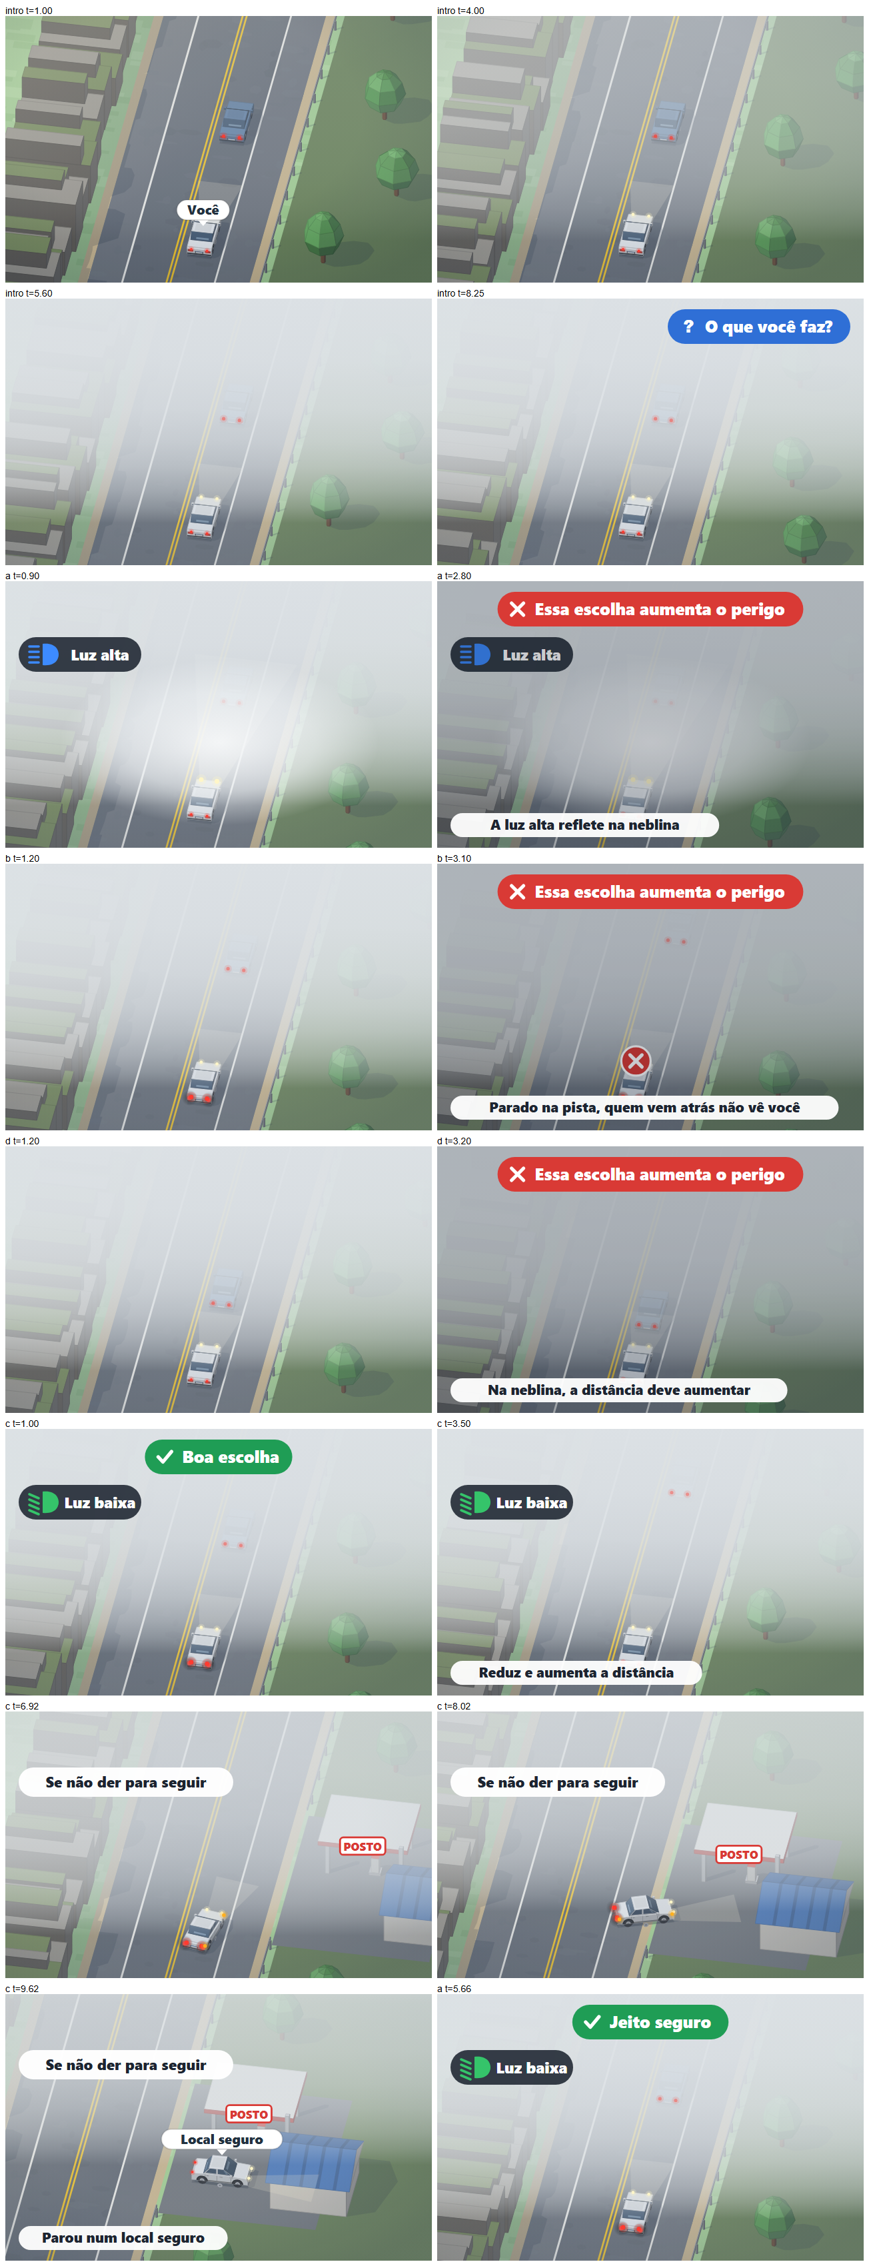 intro t=1.00
intro t=4.00
Você
intro t=5.60
intro t=8.25
? O que você faz?
a t=0.90
a t=2.80
Essa escolha aumenta o perigo
Luz alta
Luz alta
A luz alta reflete na neblina
b t=1.20
b t=3.10
Essa escolha aumenta o perigo
Parado na pista, quem vem atrás não vê você
d t=1.20
d t=3.20
Essa escolha aumenta o perigo
Na neblina, a distância deve aumentar
c t=1.00
c t=3.50
Boa escolha
Luz baixa
Luz baixa
Reduz e aumenta a distância
c t=6.92
c t=8.02
Se não der para seguir
Se não der para seguir
POSTO
POSTO
c t=9.62
a t=5.66
Jeito seguro
Se não der para seguir
Luz baixa
POSTO
Local seguro
Parou num local seguro